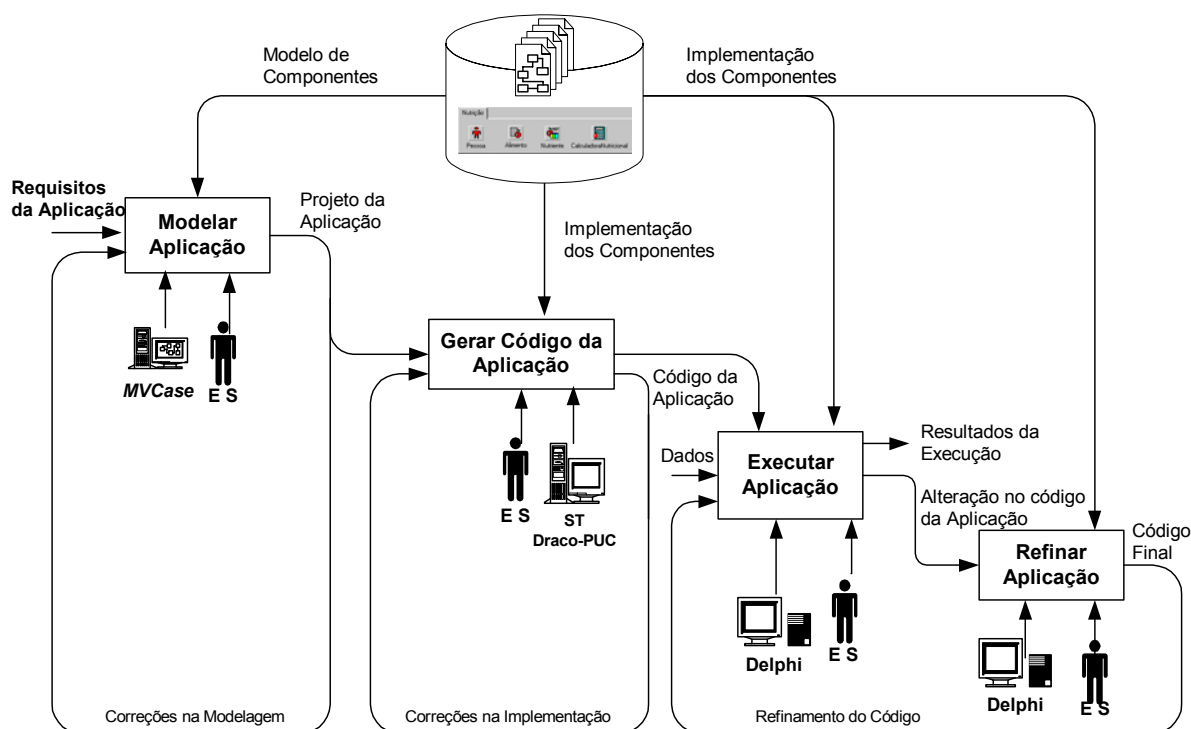 Modelo de
Componentes
Implementação
dos Componentes
Nutrição
Pessoa
Alimento
Nutriente
CalculadoraNutricional
Requisitos
da Aplicação
Modelar
Aplicação
Projeto da
Aplicação
Implementação
dos Componentes
MVCase
E S
Gerar Código da
Aplicação
Código da
Aplicação
E S
ST
Draco-PUC
Dados
Executar
Aplicação
Resultados da
Execução
Alteração no código
da Aplicação
Código
Final
Refinar
Aplicação
Delphi
E S
Delphi
E S
Correções na Modelagem
Correções na Implementação
Refinamento do Código